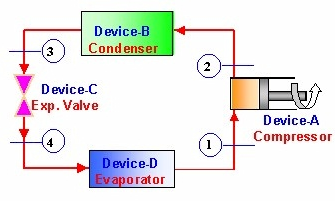 Device-B
Condenser
3
2
Device-C
Exp. Valve
Device-A
Compressor
4
1
Device-D
Evaporator